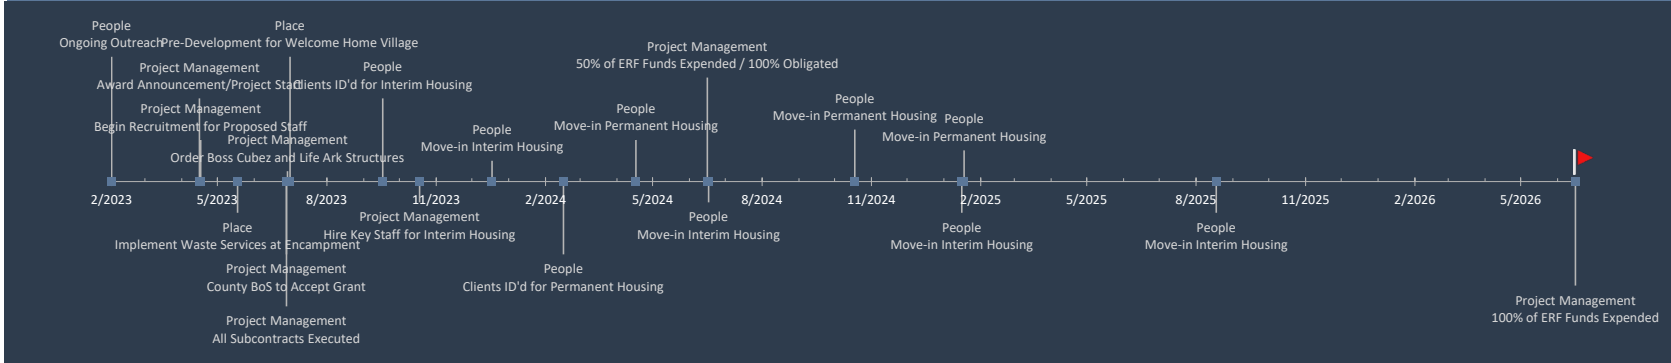 People
Ongoing Outreach
Place
Pre-Development for Welcome Home Village
Project Management
Award Announcement/Project Start
People
Clients ID'd for Interim Housing
Project Management
Begin Recruitment for Proposed Staff
Project Management
Order Boss Cubez and Life Ark Structures
People
Move-in Interim Housing
People
Move-in Permanent Housing
Project Management
50% of ERF Funds Expended / 100% Obligated
People
Move-in Permanent Housing
People
Move-in Permanent Housing
2/2023
5/2023
8/2023
11/2023
2/2024
5/2024
8/2024
11/2024
2/2025
5/2025
8/2025
11/2025
2/2026
5/2026
Place
Implement Waste Services at Encampment
Project Management
Hire Key Staff for Interim Housing
Project Management
County BoS to Accept Grant
Project Management
All Subcontracts Executed
People
Clients ID'd for Permanent Housing
People
Move-in Interim Housing
People
Move-in Interim Housing
People
Move-in Interim Housing
Project Management
100% of ERF Funds Expended